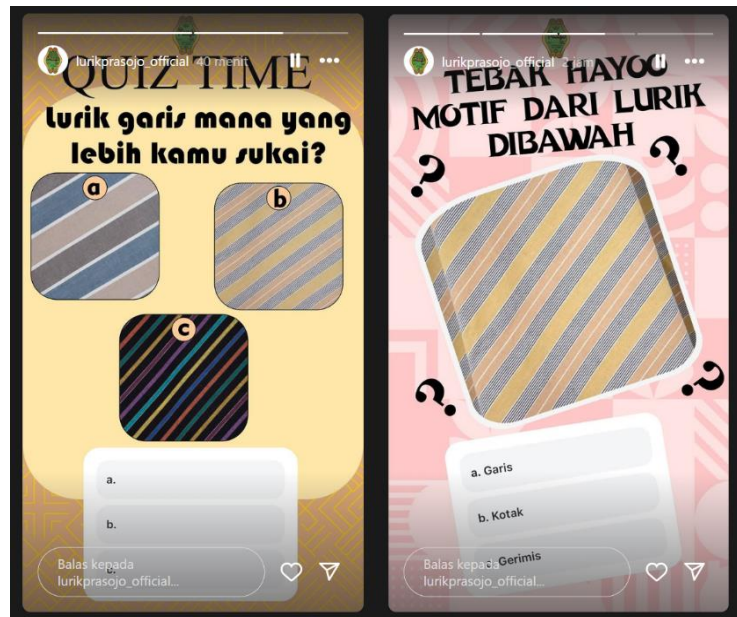 lurikprasojo_official 40 menit
QUIZ TIME
Lurik garis mana yang
lebih kamu sukai?
a
b
c
a.
b.
c.
Balas kepada
lurikprasojo_official...
lurikprasojo_official 2 jam
TEBAK HAYOO
MOTIF DARI LURIK
DIBAWAH
? ?
? ?
a. Garis
b. Kotak
c. Gerimis
Balas kepada
lurikprasojo_official...